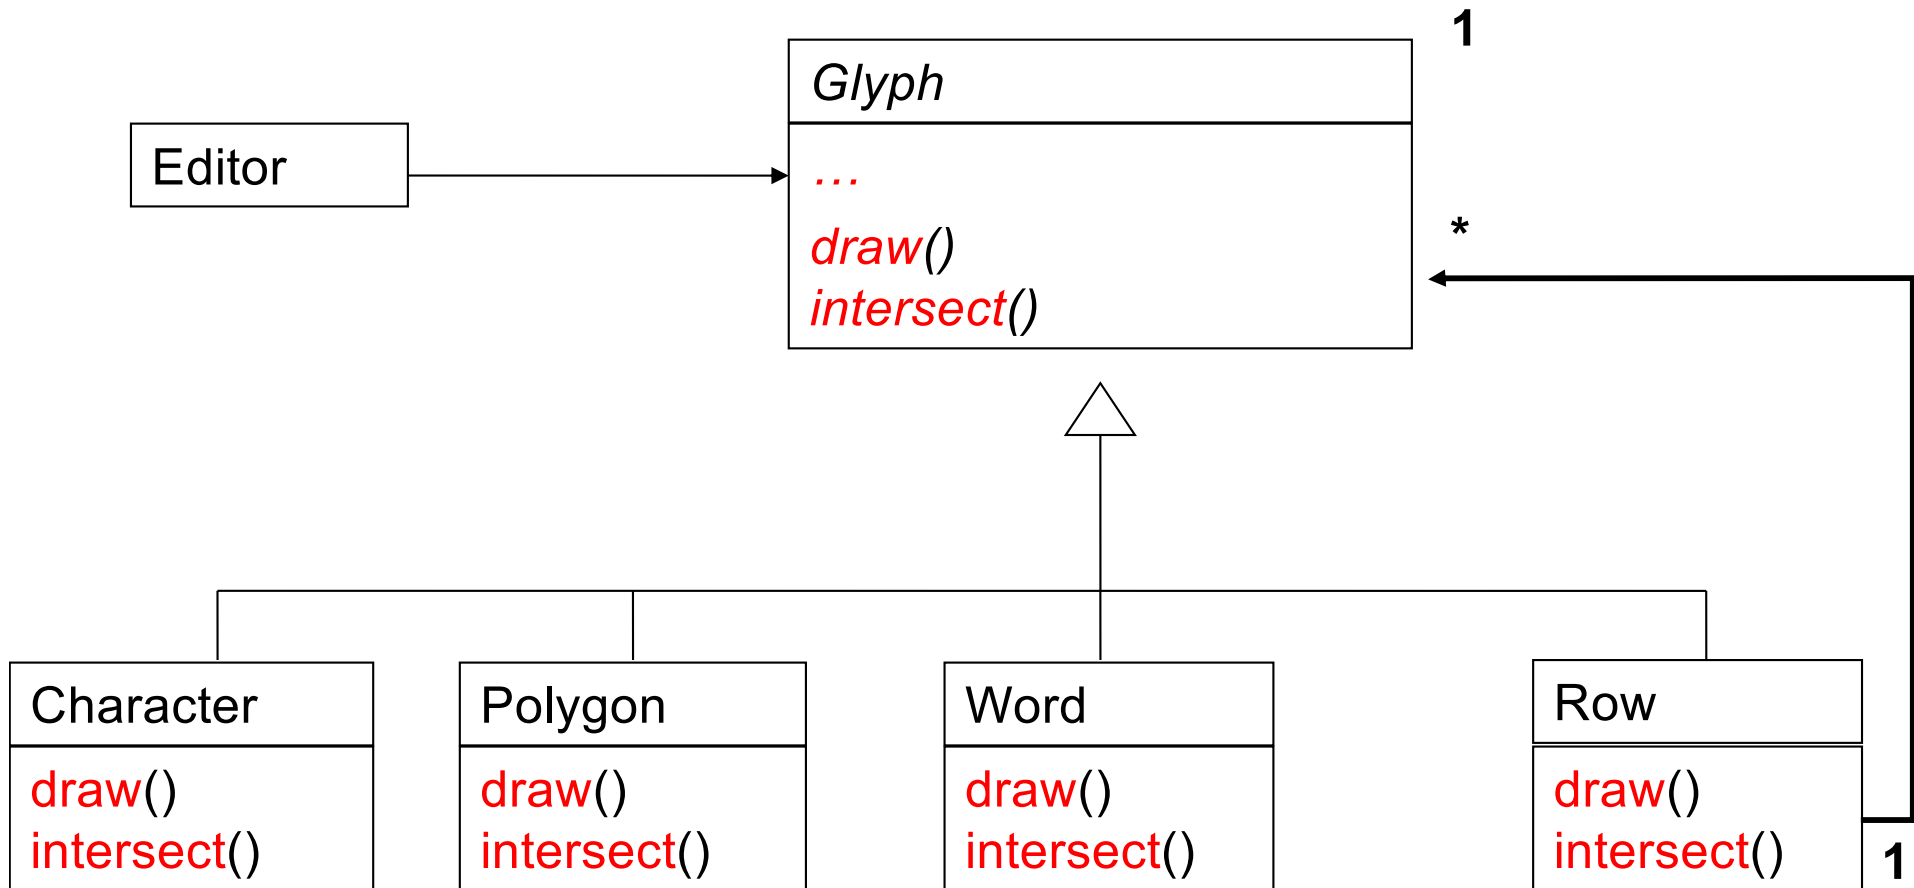 1
Glyph
Editor
…
draw()
*
intersect()
Character
Polygon
Word
Row
draw()
draw()
draw()
draw()
intersect()
intersect()
intersect()
intersect()
1